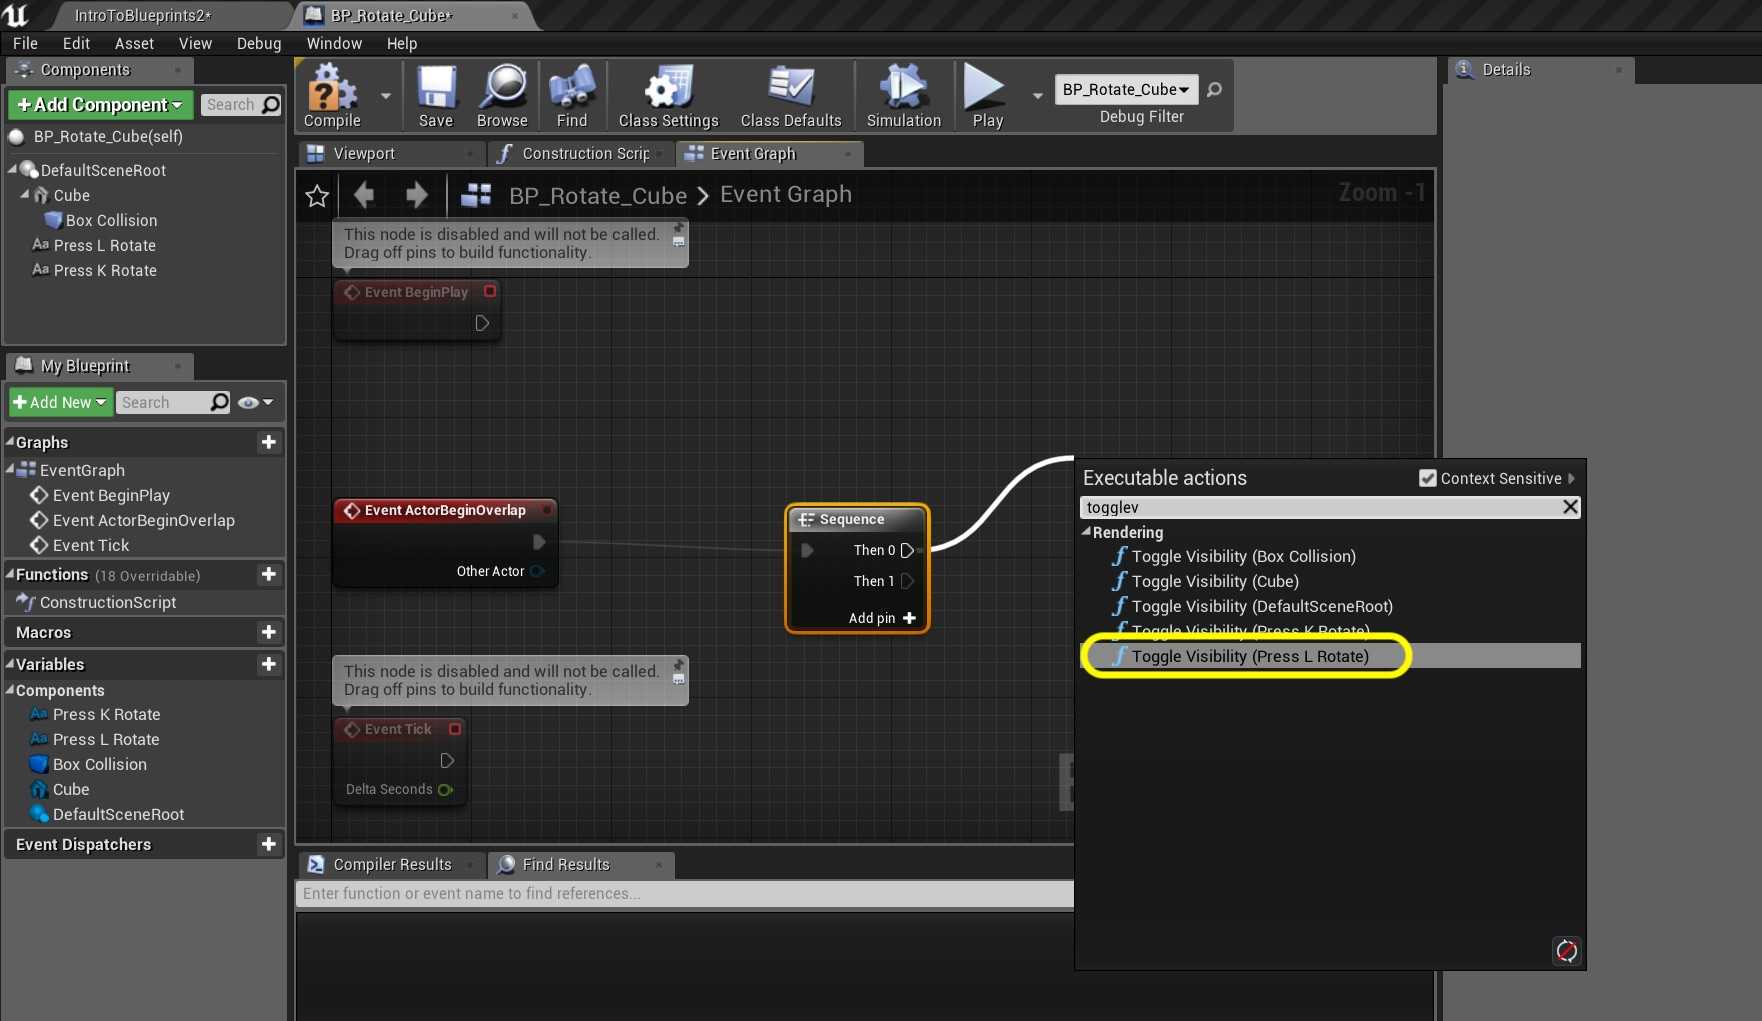 IntroToBlueprints2*
BP_Rotate_Cube*
File Edit Asset View Debug Window Help
Components
+Add Component
Search
BP_Rotate_Cube(self)
DefaultSceneRoot
Cube
Box Collision
Aa Press L Rotate
Aa Press K Rotate
Compile
Save
Browse
Find
Class Settings
Class Defaults
Simulation
Play
BP_Rotate_Cube
Debug Filter
Details
Viewport
Construction Scrip
Event Graph
BP_Rotate_Cube > Event Graph
Zoom -1
This node is disabled and will not be called.
Drag off pins to build functionality.
Event BeginPlay
My Blueprint
+Add New
Search
Graphs
EventGraph
Event BeginPlay
Event ActorBeginOverlap
Event Tick
Functions (18 Overridable)
ConstructionScript
Macros
Variables
Components
Aa Press K Rotate
Aa Press L Rotate
Box Collision
Cube
DefaultSceneRoot
Event Dispatchers
Event ActorBeginOverlap
Other Actor
Sequence
Then 0
Then 1
Add pin +
This node is disabled and will not be called.
Drag off pins to build functionality.
Event Tick
Delta Seconds
Executable actions
Context Sensitive
togglev
Rendering
f Toggle Visibility (Box Collision)
f Toggle Visibility (Cube)
f Toggle Visibility (DefaultSceneRoot)
f Toggle Visibility (Press K Rotate)
f Toggle Visibility (Press L Rotate)
Compiler Results
Find Results
Enter function or event name to find references...